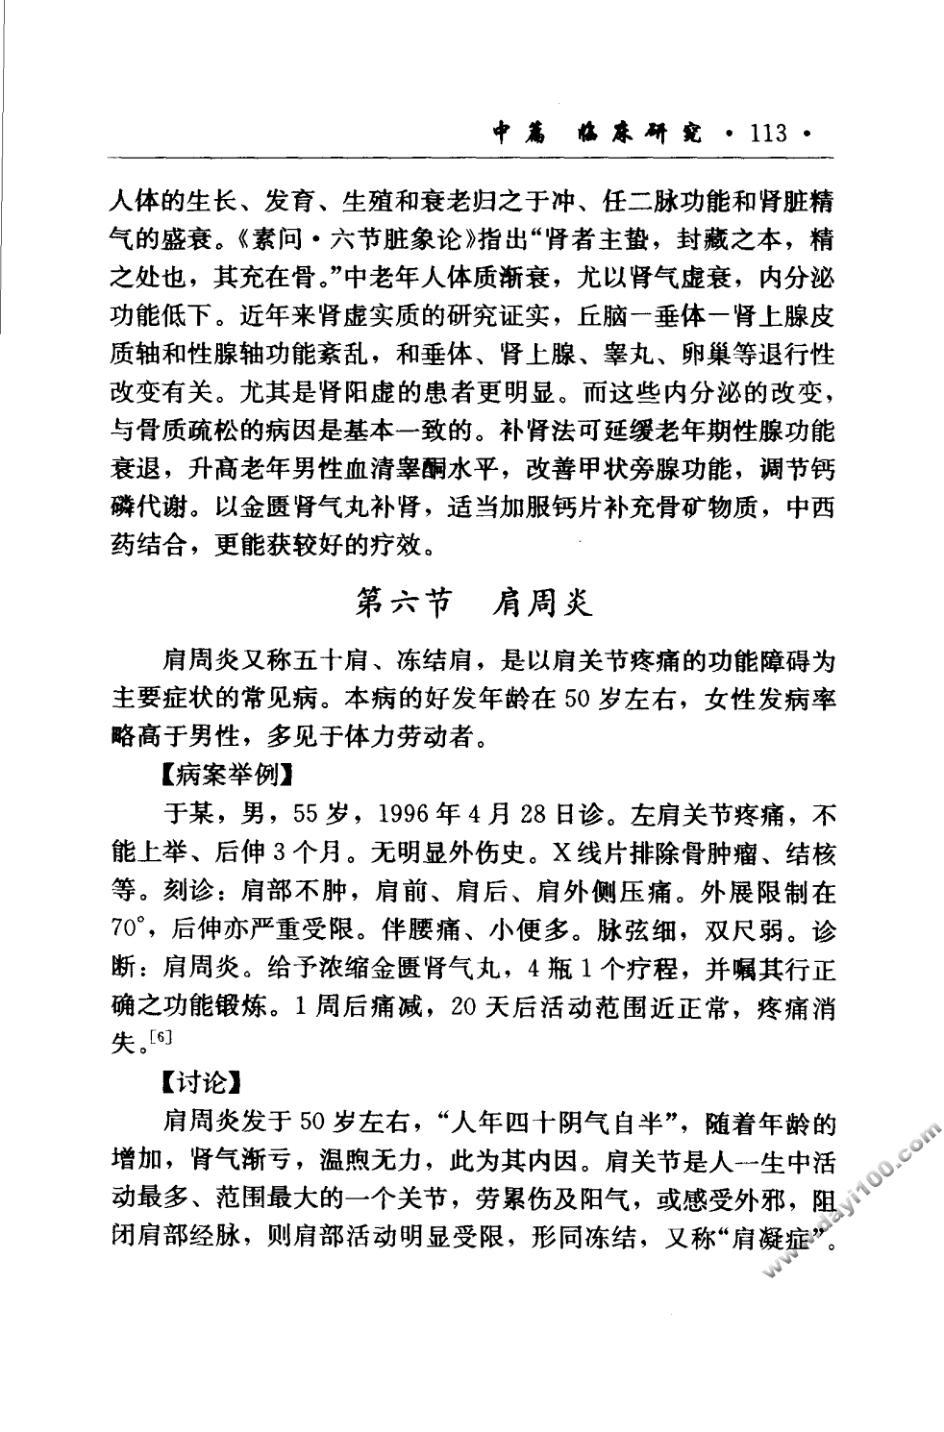 中篇 临床研究 · 113 ·
人体的生长、发育、生殖和衰老归之于冲、任二脉功能和肾脏精
气的盛衰。《素问·六节脏象论》指出“肾者主蛰，封藏之本，精
之处也，其充在骨。”中老年人体质渐衰，尤以肾气虚衰，内分泌
功能低下。近年来肾虚实质的研究证实，丘脑—垂体—肾上腺皮
质轴和性腺轴功能紊乱，和垂体、肾上腺、睾丸、卵巢等退行性
改变有关。尤其是肾阳虚的患者更明显。而这些内分泌的改变，
与骨质疏松的病因是基本一致的。补肾法可延缓老年期性腺功能
衰退，升高老年男性血清睾酮水平，改善甲状旁腺功能，调节钙
磷代谢。以金匮肾气丸补肾，适当加服钙片补充骨矿物质，中西
药结合，更能获较好的疗效。
第六节 肩周炎
肩周炎又称五十肩、冻结肩，是以肩关节疼痛的功能障碍为
主要症状的常见病。本病的好发年龄在 50 岁左右，女性发病率
略高于男性，多见于体力劳动者。
【病案举例】
于某，男，55 岁，1996 年 4 月 28 日诊。左肩关节疼痛，不
能上举、后伸 3 个月。无明显外伤史。X 线片排除骨肿瘤、结核
等。刻诊：肩部不肿，肩前、肩后、肩外侧压痛。外展限制在
70°，后伸亦严重受限。伴腰痛、小便多。脉弦细，双尺弱。诊
断：肩周炎。给予浓缩金匮肾气丸，4 瓶 1 个疗程，并嘱其行正
确之功能锻炼。1 周后痛减，20 天后活动范围近正常，疼痛消
失。[6]
【讨论】
肩周炎发于 50 岁左右，“人年四十阴气自半”，随着年龄的
增加，肾气渐亏，温煦无力，此为其内因。肩关节是人一生中活
动最多、范围最大的一个关节，劳累伤及阳气，或感受外邪，阻
闭肩部经脉，则肩部活动明显受限，形同冻结，又称“肩凝症”。
www.dayi100.com